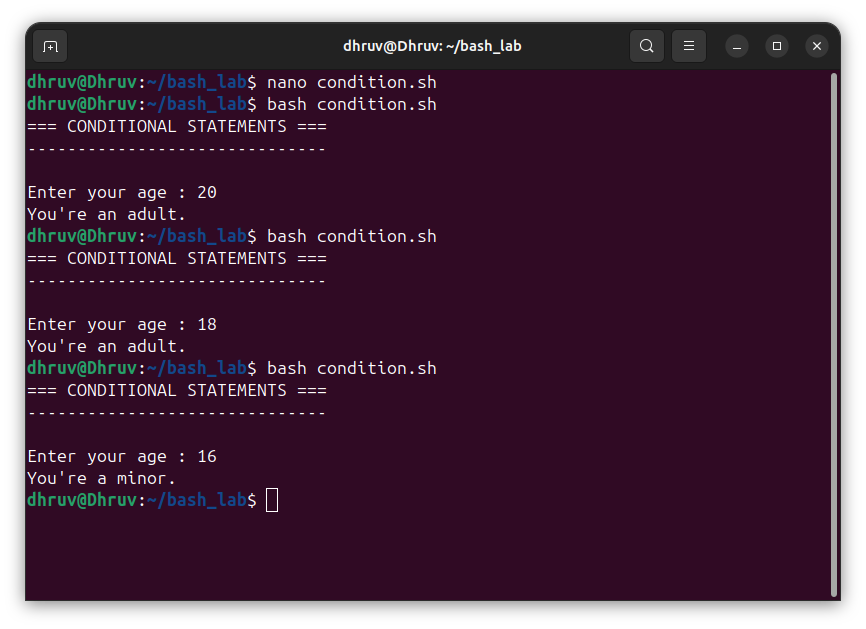 dhruv@Dhruv: ~/bash_lab
dhruv@Dhruv:~/bash_lab$ nano condition.sh
dhruv@Dhruv:~/bash_lab$ bash condition.sh
=== CONDITIONAL STATEMENTS ===
------------------------------
Enter your age : 20
You're an adult.
dhruv@Dhruv:~/bash_lab$ bash condition.sh
=== CONDITIONAL STATEMENTS ===
------------------------------
Enter your age : 18
You're an adult.
dhruv@Dhruv:~/bash_lab$ bash condition.sh
=== CONDITIONAL STATEMENTS ===
------------------------------
Enter your age : 16
You're a minor.
dhruv@Dhruv:~/bash_lab$